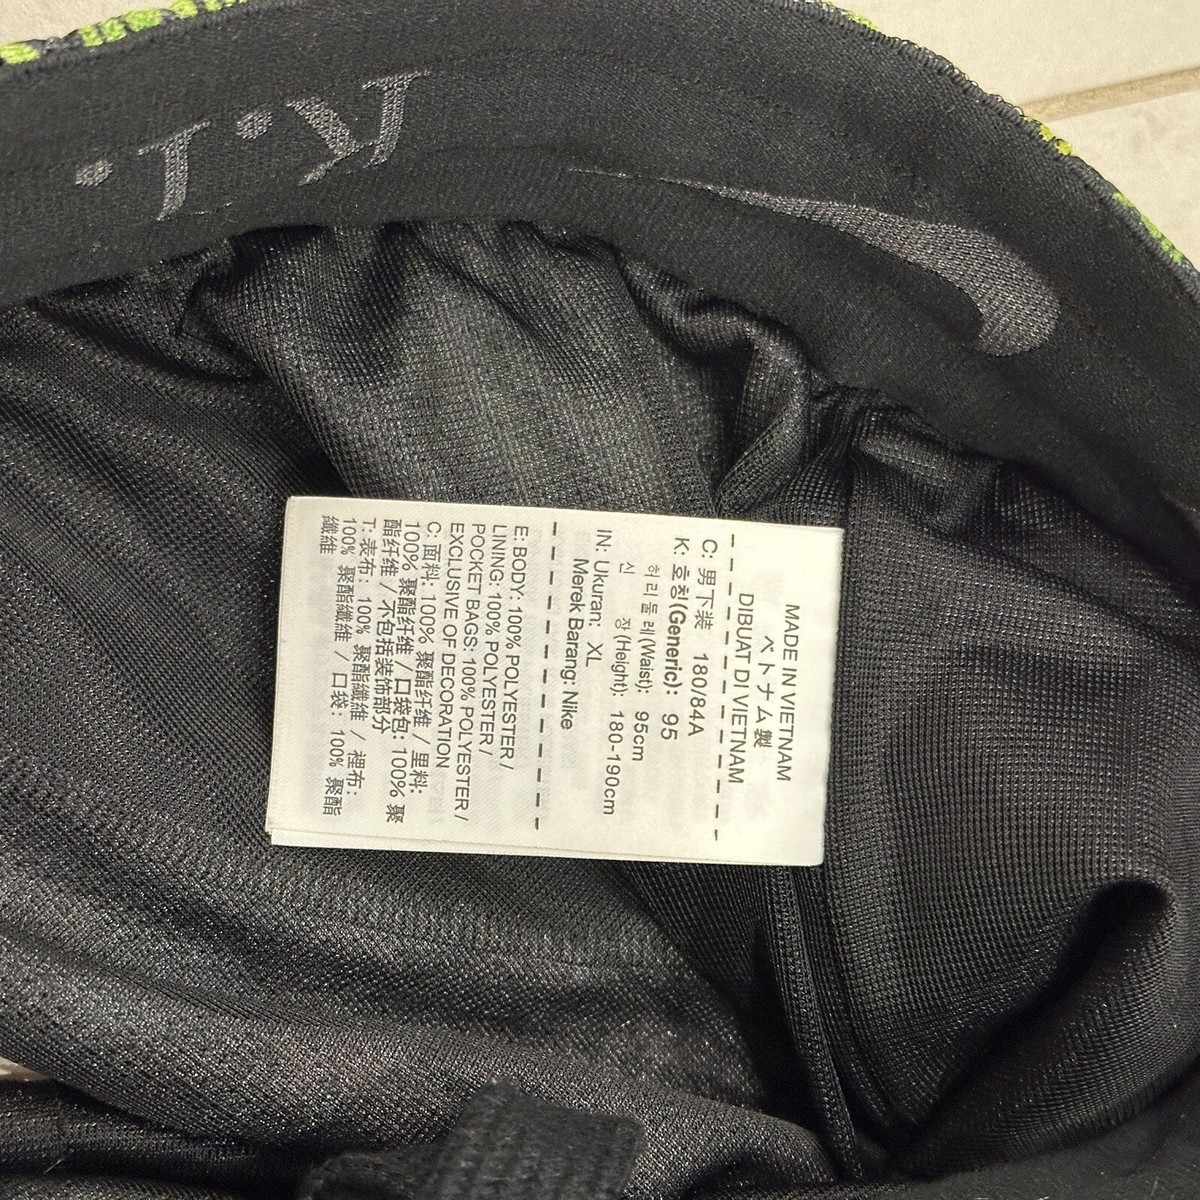 K.I.
MADE IN VIETNAM
ベトナム製
DIBUAT DI VIETNAM
C: 男下装 180/84A
K: 호칭(Generic): 95
허리둘레(Waist): 95cm
신 장(Height): 180-190cm
IN: Ukuran: XL
Merek Barang: Nike
E: BODY: 100% POLYESTER /
LINING: 100% POLYESTER /
POCKET BAGS: 100% POLYESTER /
EXCLUSIVE OF DECORATION
C: 面料: 100% 聚酯纤维 / 里料:
100% 聚酯纤维 / 口袋包: 100% 聚
酯纤维 / 不包括装饰部分
T: 表布: 100% 聚酯纖維 / 裡布:
100% 聚酯纖維 / 口袋: 100% 聚酯
纖維